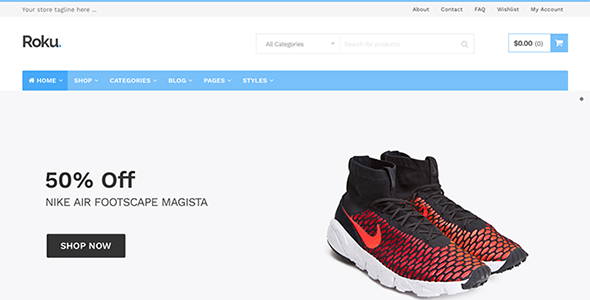 Your store tagline here ...
About Contact FAQ Wishlist My Account
Roku.
All Categories Search for products $0.00 (0)
HOME SHOP CATEGORIES BLOG PAGES STYLES
50% Off
NIKE AIR FOOTSCAPE MAGISTA
SHOP NOW